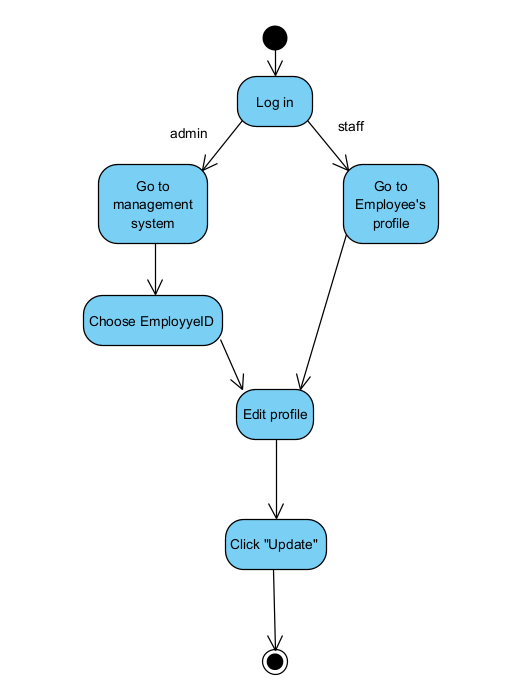 Log in
admin
staff
Go to
management
system
Go to
Employee's
profile
Choose EmployyeID
Edit profile
Click "Update"